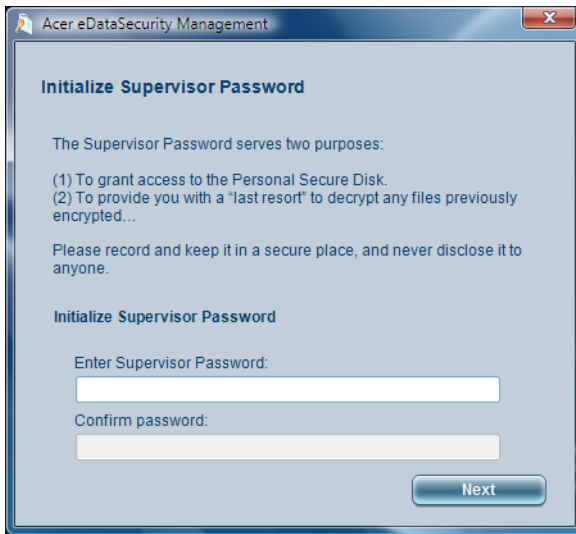 Acer eDataSecurity Management
Initialize Supervisor Password
The Supervisor Password serves two purposes:
(1) To grant access to the Personal Secure Disk.
(2) To provide you with a “last resort” to decrypt any files previously
encrypted...
Please record and keep it in a secure place, and never disclose it to
anyone.
Initialize Supervisor Password
Enter Supervisor Password:
Confirm password:
Next